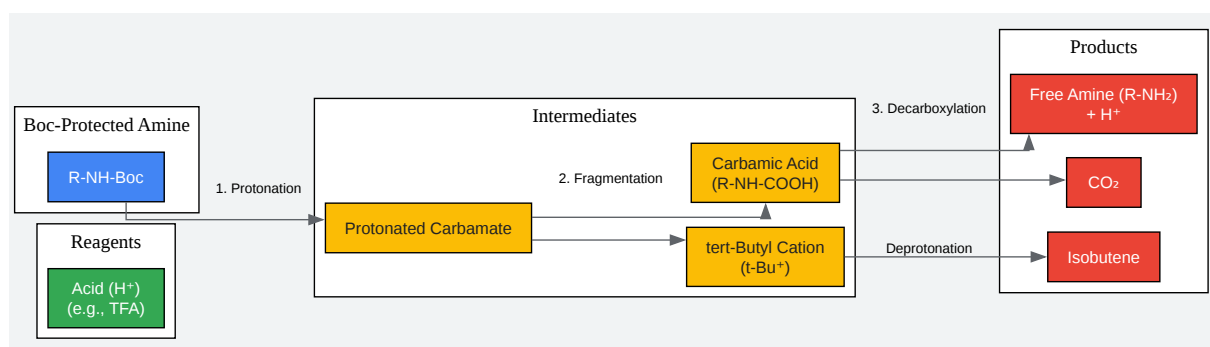 Boc-Protected Amine
R-NH-Boc
Reagents
Acid (H⁺)
(e.g., TFA)
1. Protonation
Intermediates
Protonated Carbamate
2. Fragmentation
Carbamic Acid
(R-NH-COOH)
tert-Butyl Cation
(t-Bu⁺)
3. Decarboxylation
Deprotonation
Products
Free Amine (R-NH₂)
+ H⁺
CO₂
Isobutene